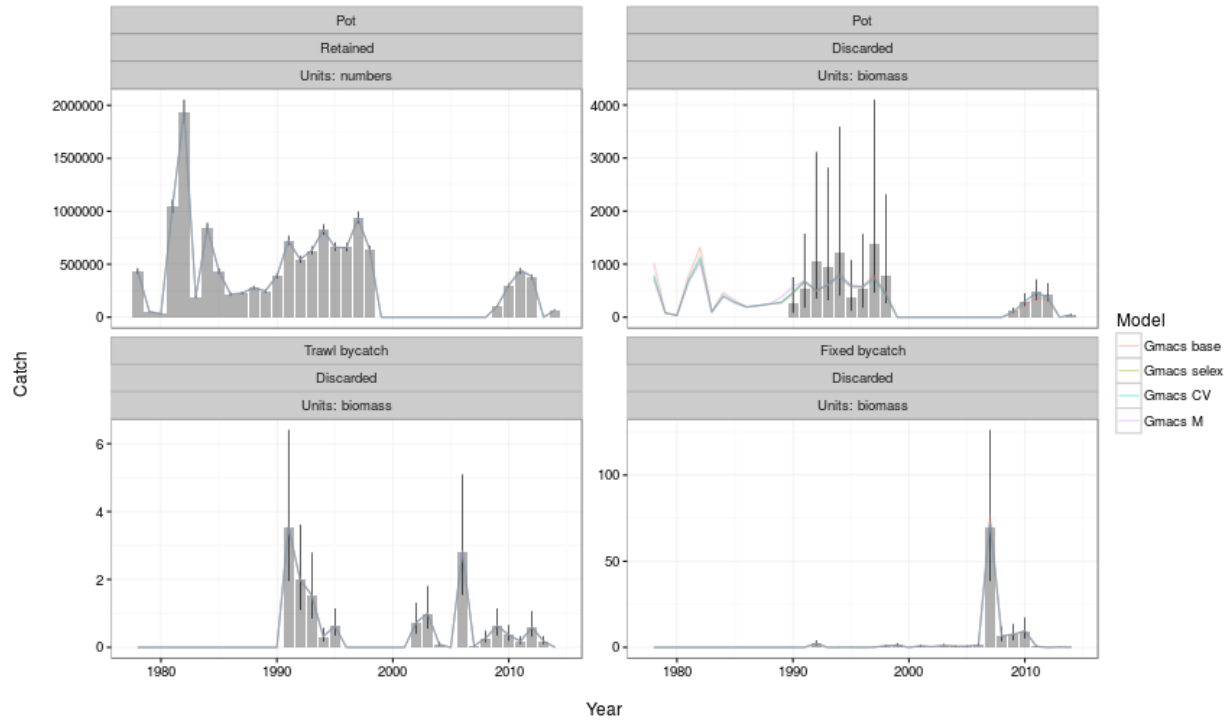 Pot
Retained
Units: numbers
2000000
1500000
1000000
500000
0
Pot
Discarded
Units: biomass
4000
3000
2000
1000
0
Trawl bycatch
Discarded
Units: biomass
6
4
2
0
1980 1990 2000 2010
Fixed bycatch
Discarded
Units: biomass
100
50
0
1980 1990 2000 2010
Catch
Year
Model
Gmacs base
Gmacs selex
Gmacs CV
Gmacs M